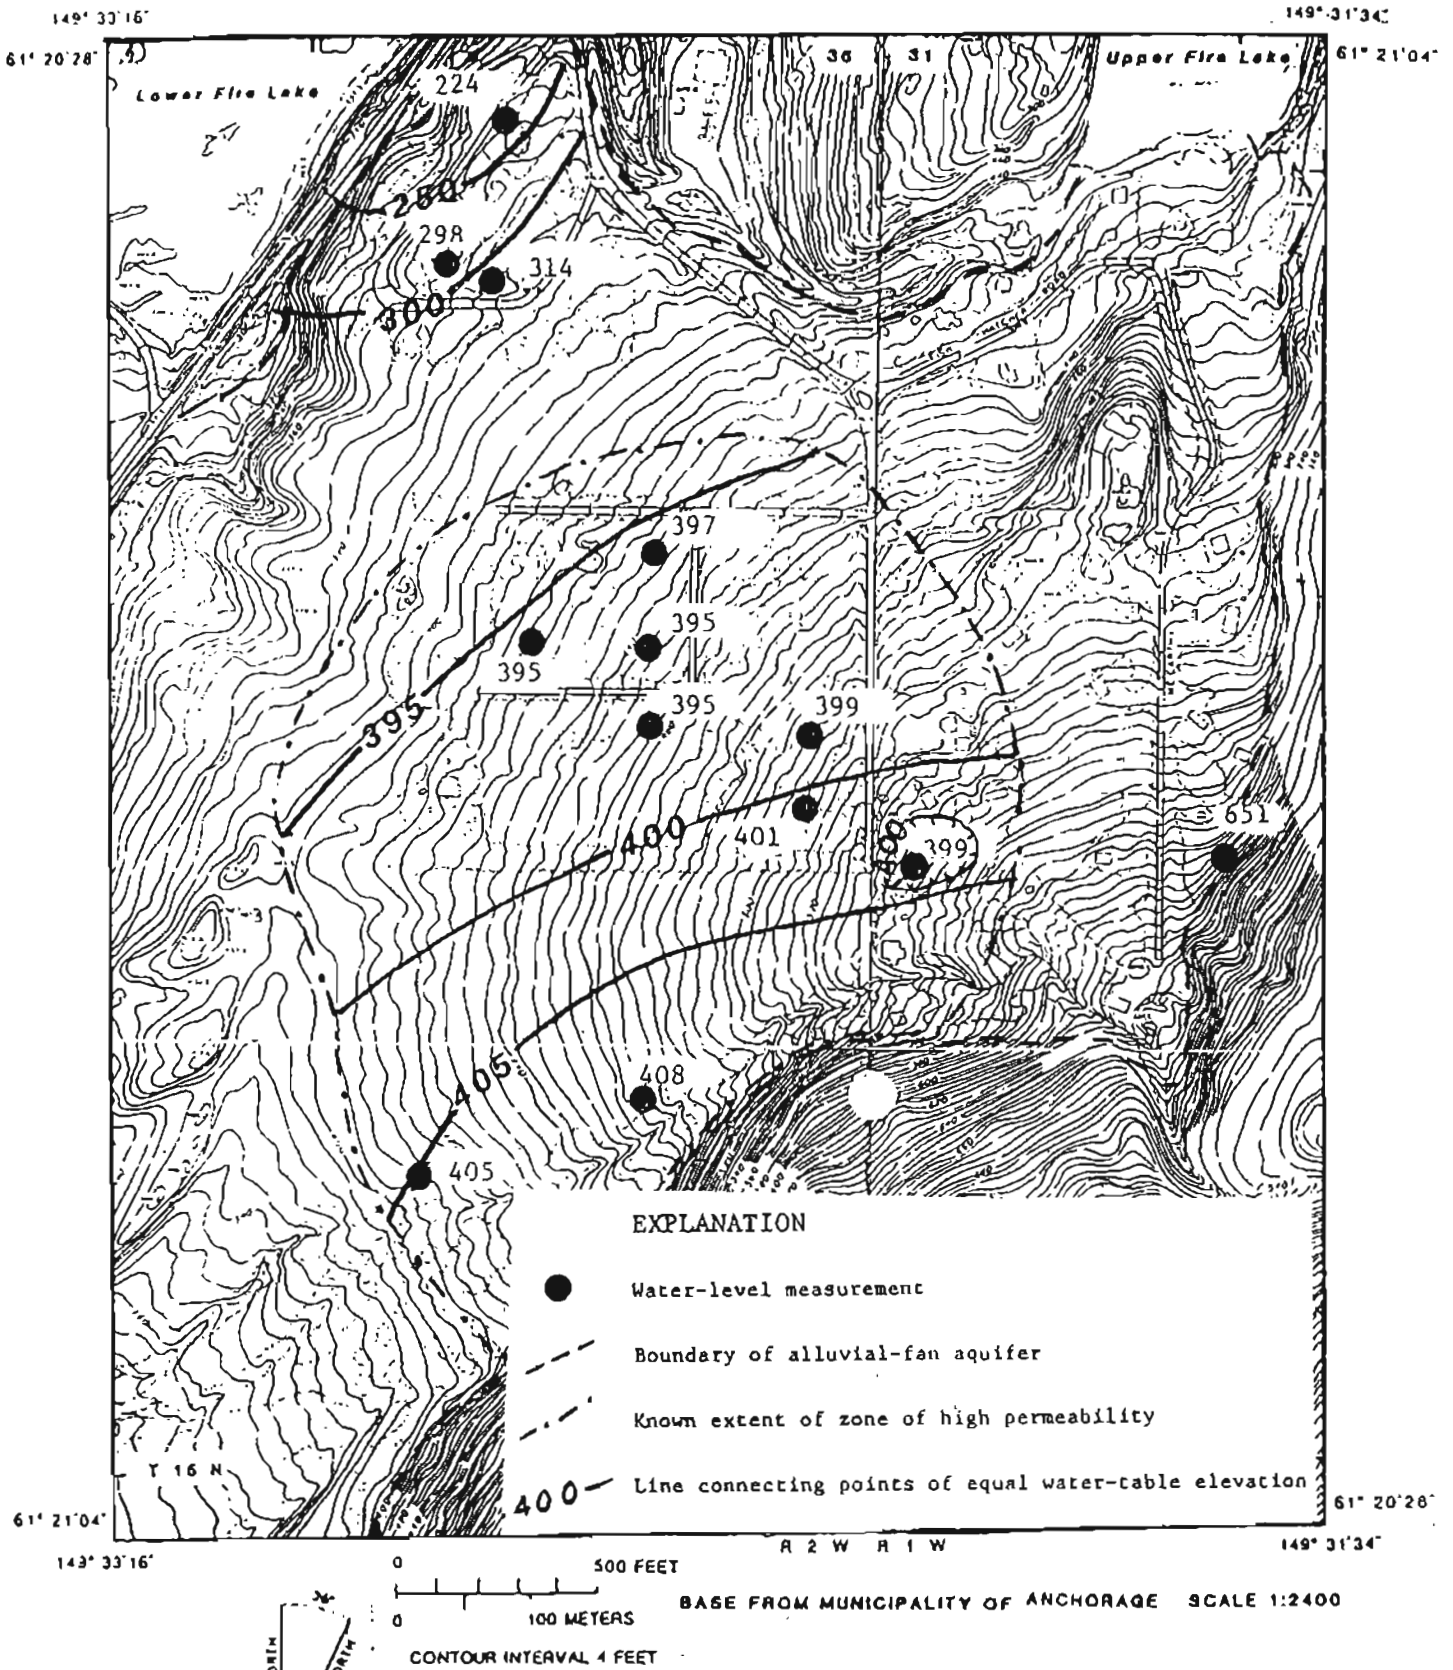 149° 33'16"
149° 31'34"
61° 20'28"
61° 21'04"
36 31
Upper Fire Lake
Lower Fire Lake
224
250
298
314
300
397
395
395
395
399
395
400
401
400
399
651
405
408
405
EXPLANATION
Water-level measurement
Boundary of alluvial-fan aquifer
Known extent of zone of high permeability
400 Line connecting points of equal water-table elevation
T 16 N
61° 21'04"
61° 20'28"
R 2 W R 1 W
149° 33'16"
149° 31'34"
0 500 FEET
0 100 METERS
BASE FROM MUNICIPALITY OF ANCHORAGE SCALE 1:2400
CONTOUR INTERVAL 4 FEET